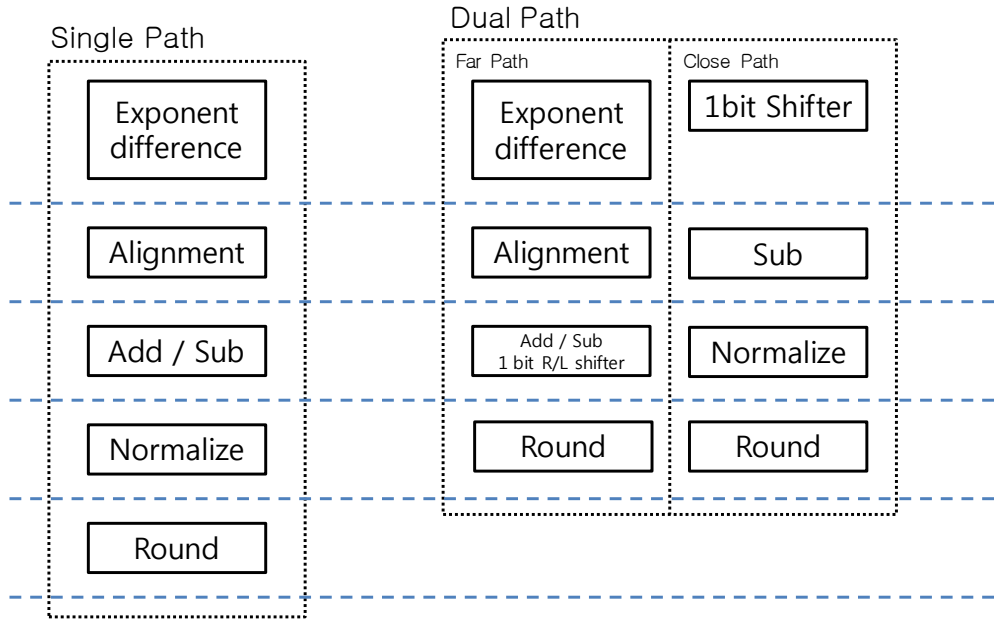 Single Path
Exponent
difference
Alignment
Add / Sub
Normalize
Round
Dual Path
Far Path
Exponent
difference
Alignment
Add / Sub
1 bit R/L shifter
Round
Close Path
1bit Shifter
Sub
Normalize
Round